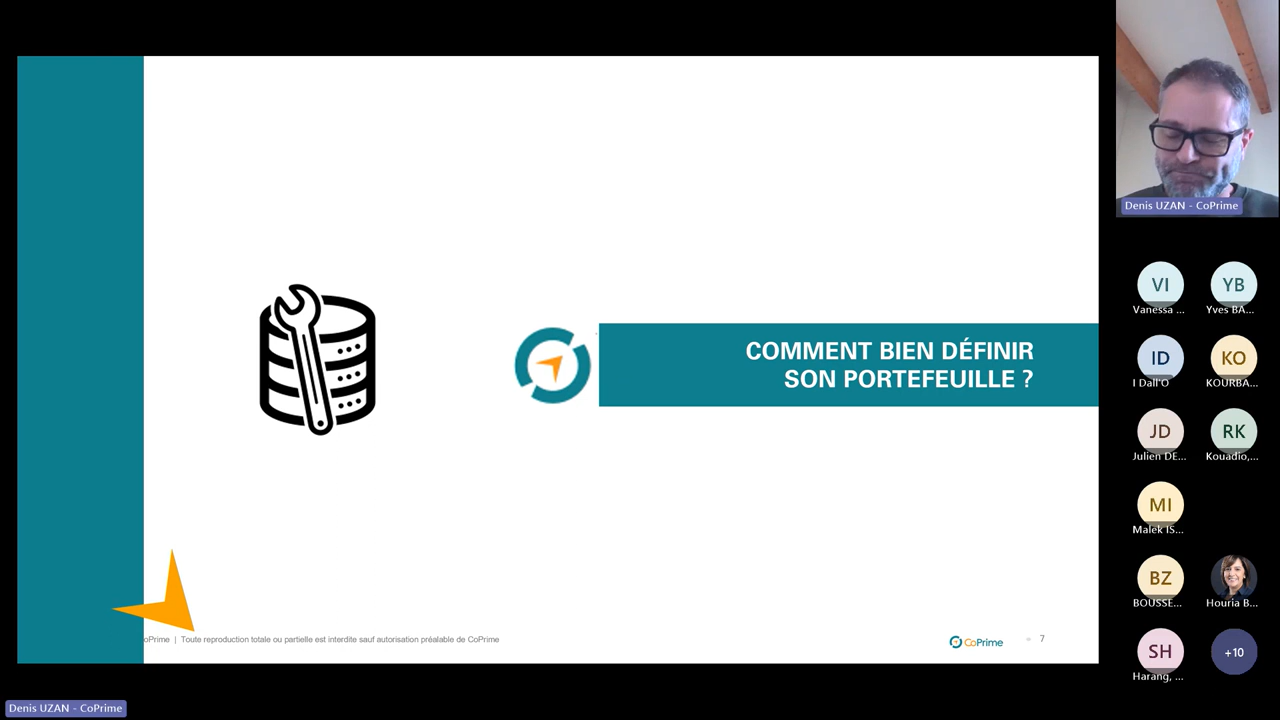 COMMENT BIEN DÉFINIR
SON PORTEFEUILLE ?
oPrime | Toute reproduction totale ou partielle est interdite sauf autorisation préalable de CoPrime
CoPrime
7
Denis UZAN - CoPrime
VI
Vanessa ...
YB
Yves BA...
ID
I Dall'O
KO
KOURBA...
JD
Julien DE...
RK
Kouadio,...
MI
Malek IS...
BZ
BOUSSE...
Houria B...
SH
Harang, ...
+10
Denis UZAN - CoPrime